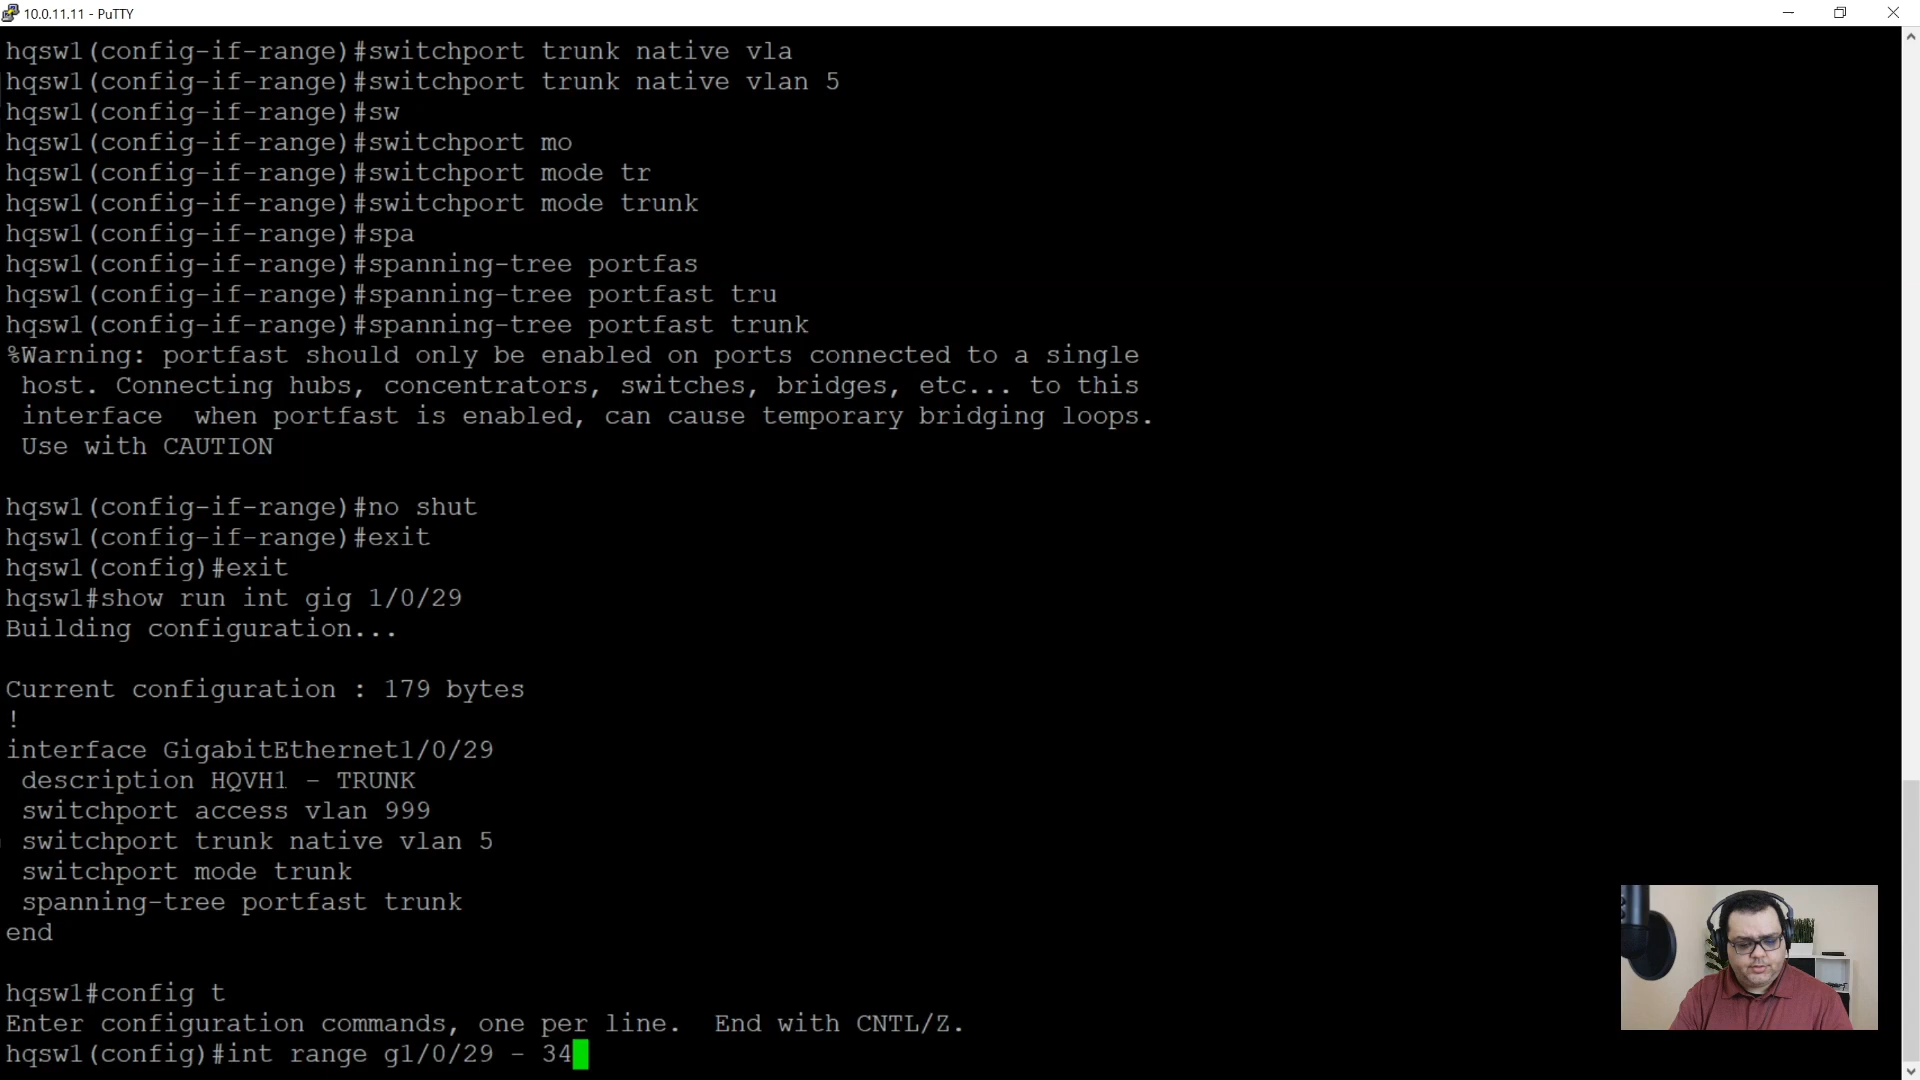 10.0.11.11 - PuTTY
hqsw1(config-if-range)#switchport trunk native vla
hqsw1(config-if-range)#switchport trunk native vlan 5
hqsw1(config-if-range)#sw
hqsw1(config-if-range)#switchport mo
hqsw1(config-if-range)#switchport mode tr
hqsw1(config-if-range)#switchport mode trunk
hqsw1(config-if-range)#spa
hqsw1(config-if-range)#spanning-tree portfas
hqsw1(config-if-range)#spanning-tree portfast tru
hqsw1(config-if-range)#spanning-tree portfast trunk
%Warning: portfast should only be enabled on ports connected to a single
host. Connecting hubs, concentrators, switches, bridges, etc... to this
interface  when portfast is enabled, can cause temporary bridging loops.
Use with CAUTION
hqsw1(config-if-range)#no shut
hqsw1(config-if-range)#exit
hqsw1(config)#exit
hqsw1#show run int gig 1/0/29
Building configuration...
Current configuration : 179 bytes
!
interface GigabitEthernet1/0/29
description HQVH1 - TRUNK
switchport access vlan 999
switchport trunk native vlan 5
switchport mode trunk
spanning-tree portfast trunk
end
hqsw1#config t
Enter configuration commands, one per line.  End with CNTL/Z.
hqsw1(config)#int range g1/0/29 - 34